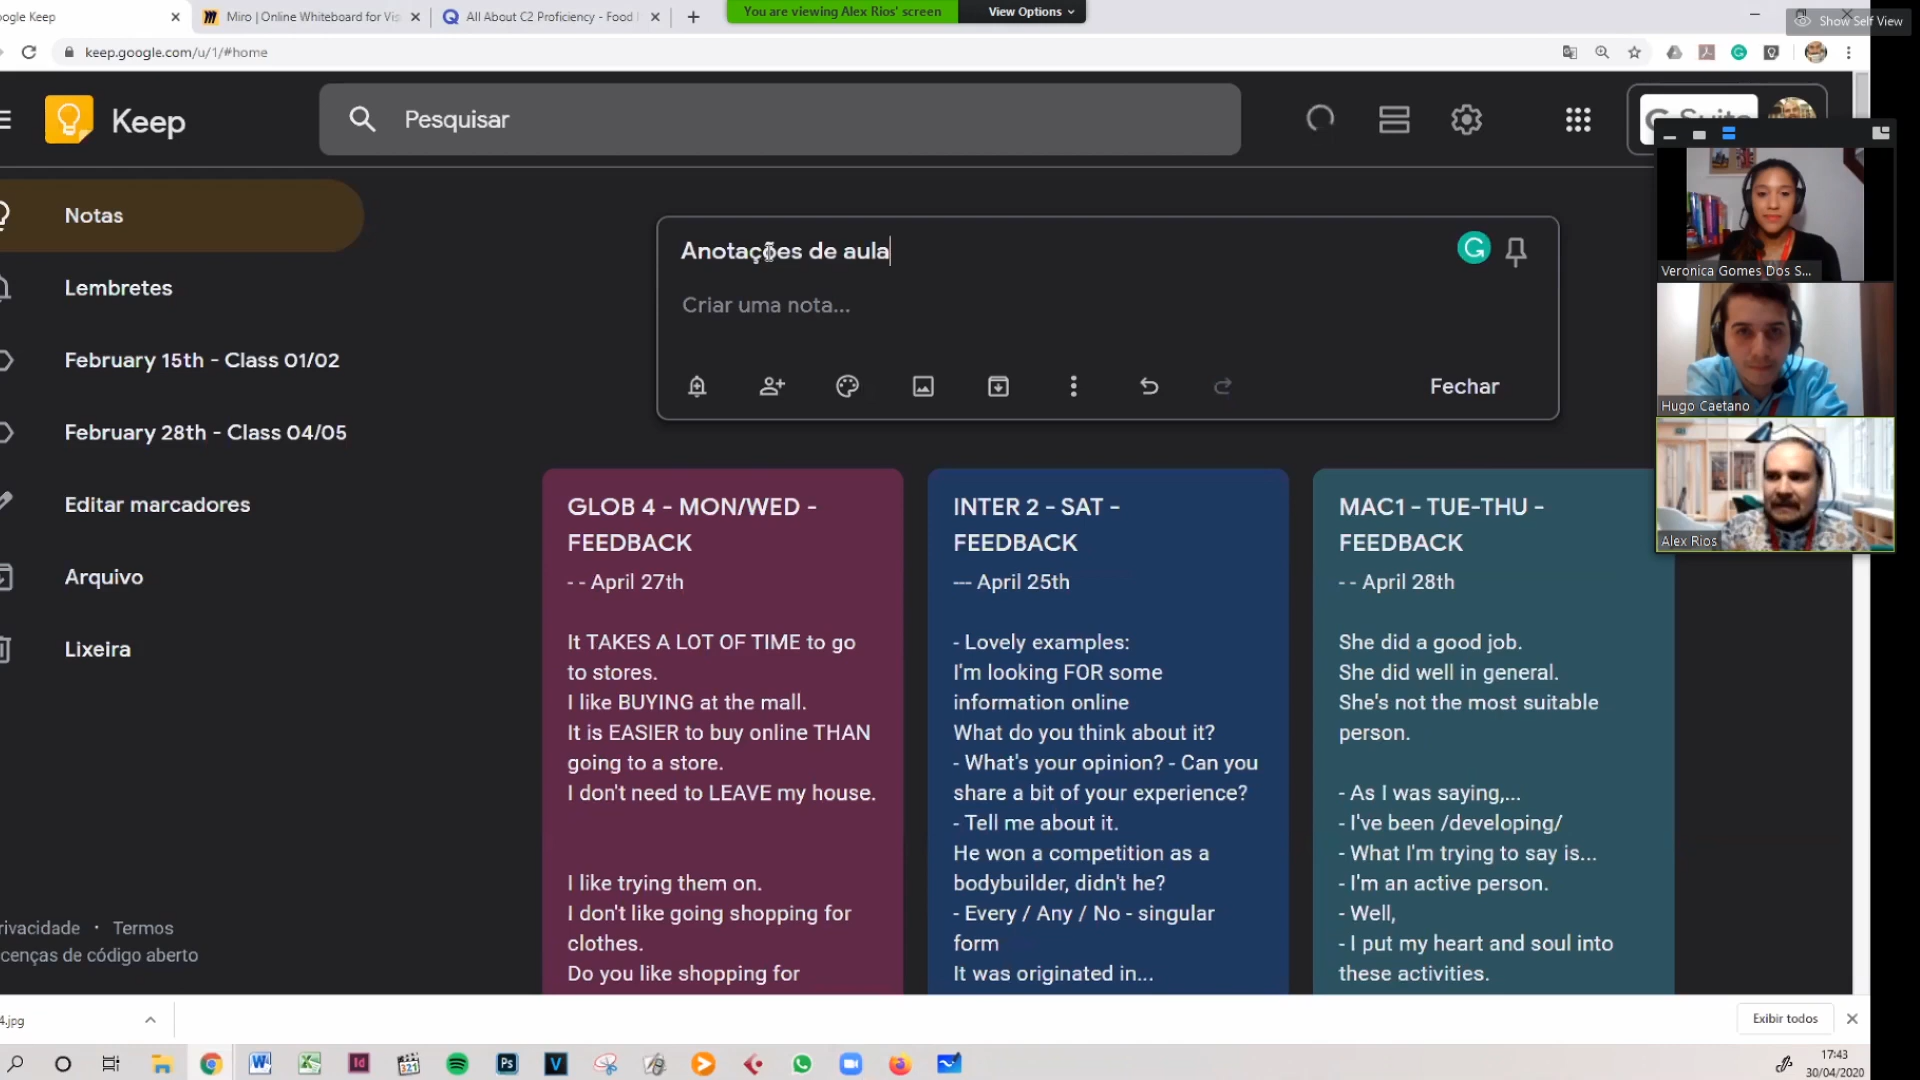 oogle Keep
Miro | Online Whiteboard for Vis
All About C2 Proficiency - Food
You are viewing Alex Rios' screen
View Options
Show Self View
keep.google.com/u/1/#home
Keep
Pesquisar
G Suite
Notas
Lembretes
February 15th - Class 01/02
February 28th - Class 04/05
Editar marcadores
Arquivo
Lixeira
rivacidade · Termos
cenças de código aberto
Anotações de aula
Criar uma nota...
Fechar
GLOB 4 - MON/WED -
FEEDBACK
- - April 27th
It TAKES A LOT OF TIME to go
to stores.
I like BUYING at the mall.
It is EASIER to buy online THAN
going to a store.
I don't need to LEAVE my house.
I like trying them on.
I don't like going shopping for
clothes.
Do you like shopping for
INTER 2 - SAT -
FEEDBACK
--- April 25th
- Lovely examples:
I'm looking FOR some
information online
What do you think about it?
- What's your opinion? - Can you
share a bit of your experience?
- Tell me about it.
He won a competition as a
bodybuilder, didn't he?
- Every / Any / No - singular
form
It was originated in...
MAC1 - TUE-THU -
FEEDBACK
- - April 28th
She did a good job.
She did well in general.
She's not the most suitable
person.
- As I was saying,...
- I've been /developing/
- What I'm trying to say is...
- I'm an active person.
- Well,
- I put my heart and soul into
these activities.
Veronica Gomes Dos S...
Hugo Caetano
Alex Rios
4.jpg
Exibir todos
17:43
30/04/2020